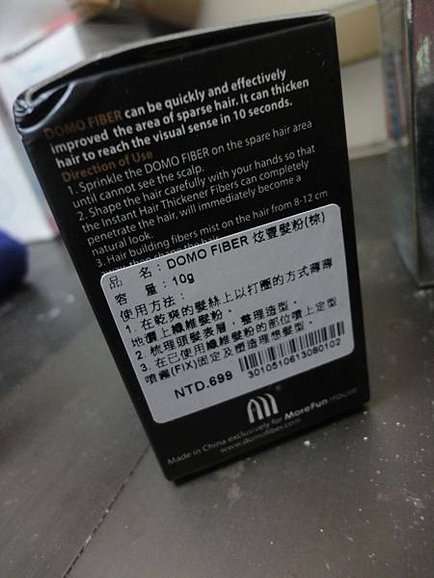 DOMO FIBER can be quickly and effectively
improved the area of sparse hair. It can thicken
hair to reach the visual sense in 10 seconds.
Direction of Use
1. Sprinkle the DOMO FIBER on the spare hair area
until cannot see the scalp.
2. Shape the hair carefully with your hands so that
the Instant Hair Thickener Fibers can completely
penetrate the hair, will immediately become a
natural look.
3. Hair building fibers mist on the hair from 8-12 cm
品 名：DOMO FIBER 炫豐髮粉(棕)
容 量：10g
使用方法：
1. 在乾爽的髮絲上以打圈的方式薄薄
地灑上纖維髮粉。
2. 梳理頭髮表層，整理造型。
3. 在已使用纖維髮粉的部位噴上定型
噴霧(FIX)固定及塑造理想髮型。
NTD.699
3010510613080102
®
Made in China exclusively for MoreFun House
www.domofiber.com